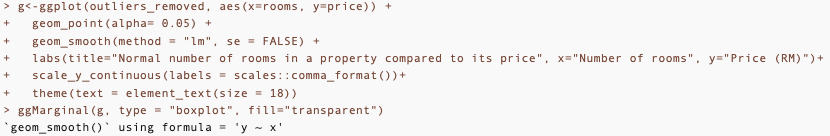 > g<-ggplot(outliers_removed, aes(x=rooms, y=price)) +
+   geom_point(alpha= 0.05) +
+   geom_smooth(method = "lm", se = FALSE) +
+   labs(title="Normal number of rooms in a property compared to its price", x="Number of rooms", y="Price (RM)")+
+   scale_y_continuous(labels = scales::comma_format())+
+   theme(text = element_text(size = 18))
> ggMarginal(g, type = "boxplot", fill="transparent")
`geom_smooth()` using formula = 'y ~ x'